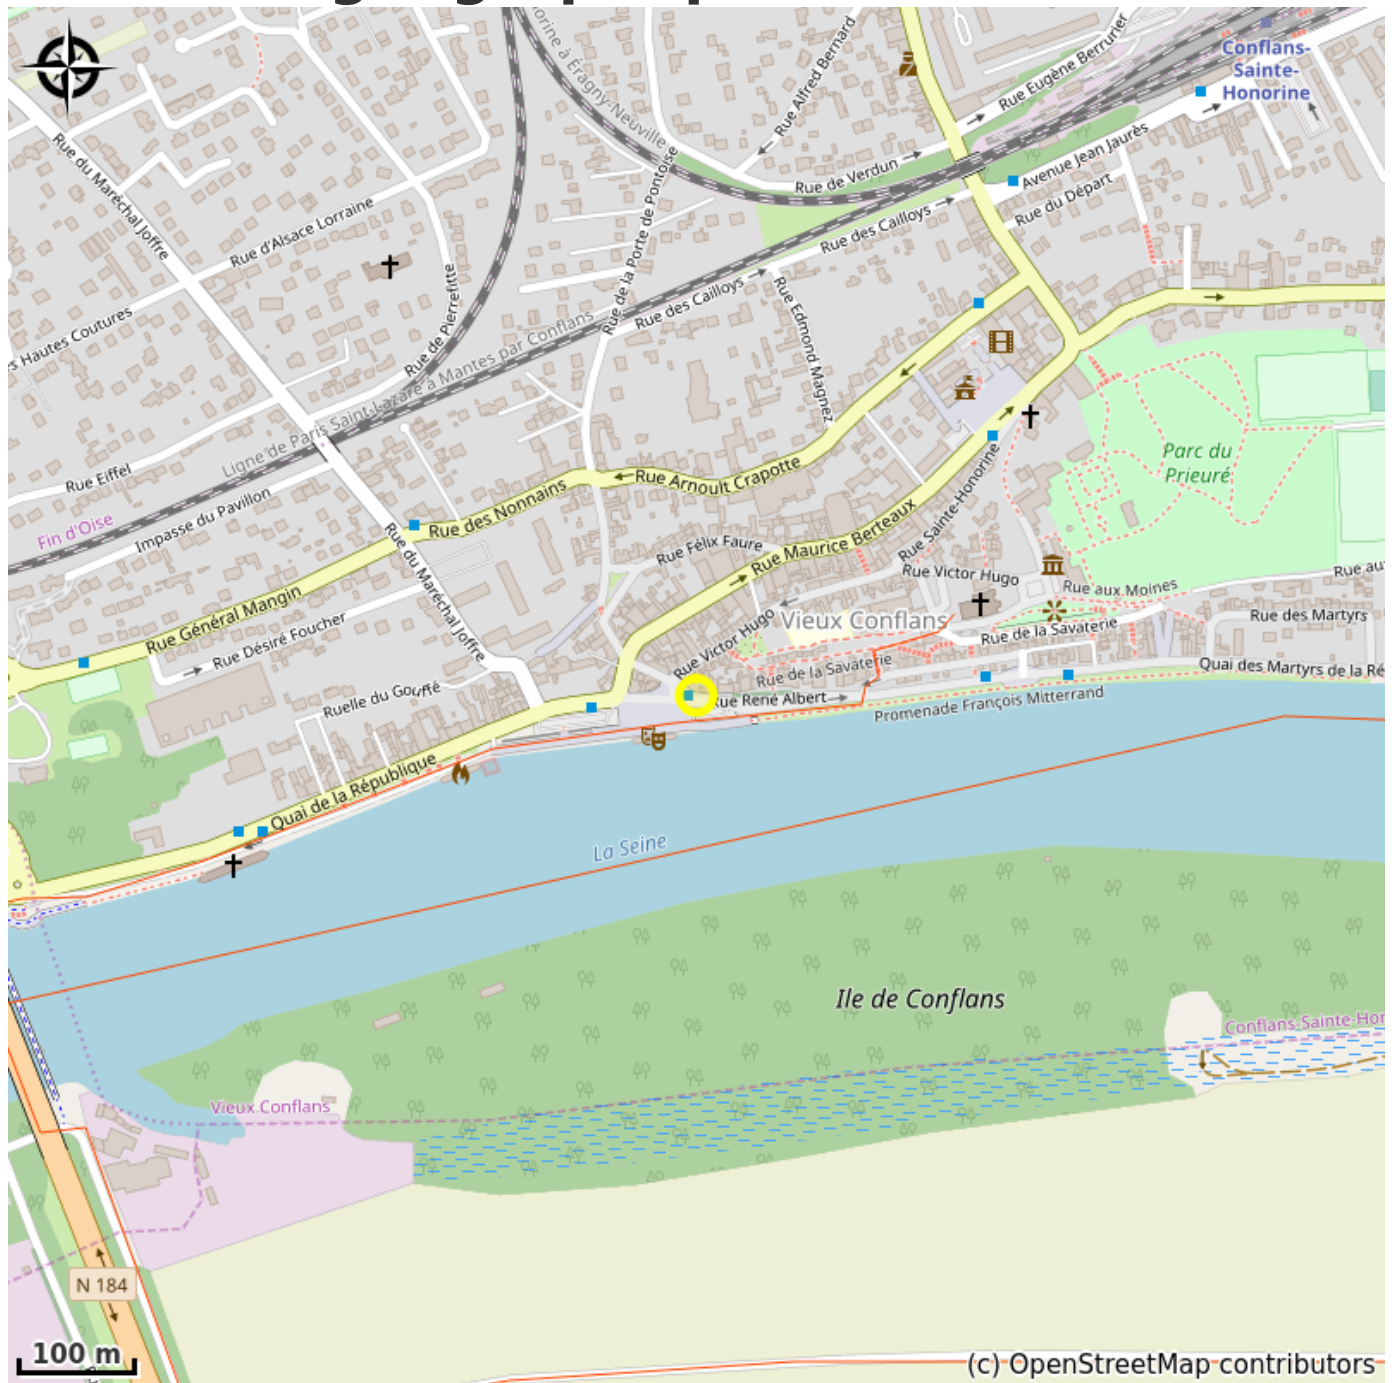 Conflans-
Sainte-
Honorine
Rue Eugène Berrurier
Rue Alfred Bernard
orine à Éragny-Neuville
Rue du Maréchal Joffre
Rue de Verdun
Avenue Jean Jaurès
Rue du Départ
Rue d'Alsace Lorraine
Rue de la Porte de Pontoise
Rue des Cailloys
Rue des Cailloys
Rue de Pierrefitte
s Hautes Coutures
Rue Edmond Magnez
Ligne de Paris Saint-Lazare à Mantes par Conflans
Parc du
Prieuré
Rue Eiffel
Rue Arnoult Crapotte
Rue des Nonnains
Fin d'Oise
Impasse du Pavillon
Rue du Maréchal Joffre
Rue Félix Faure
Rue Maurice Berteaux
Rue Sainte-Honorine
Rue Victor Hugo
Rue aux Moines
Rue au
Rue Général Mangin
Rue Désiré Foucher
Rue Victor Hugo
Vieux Conflans
Rue de la Savaterie
Rue des Martyrs
Rue de la Savaterie
Quai des Martyrs de la Ré
Ruelle du Gouffé
Rue René Albert
Promenade François Mitterrand
Quai de la République
La Seine
Ile de Conflans
Conflans-Sainte-Hor
Vieux Conflans
N 184
100 m
(c) OpenStreetMap contributors